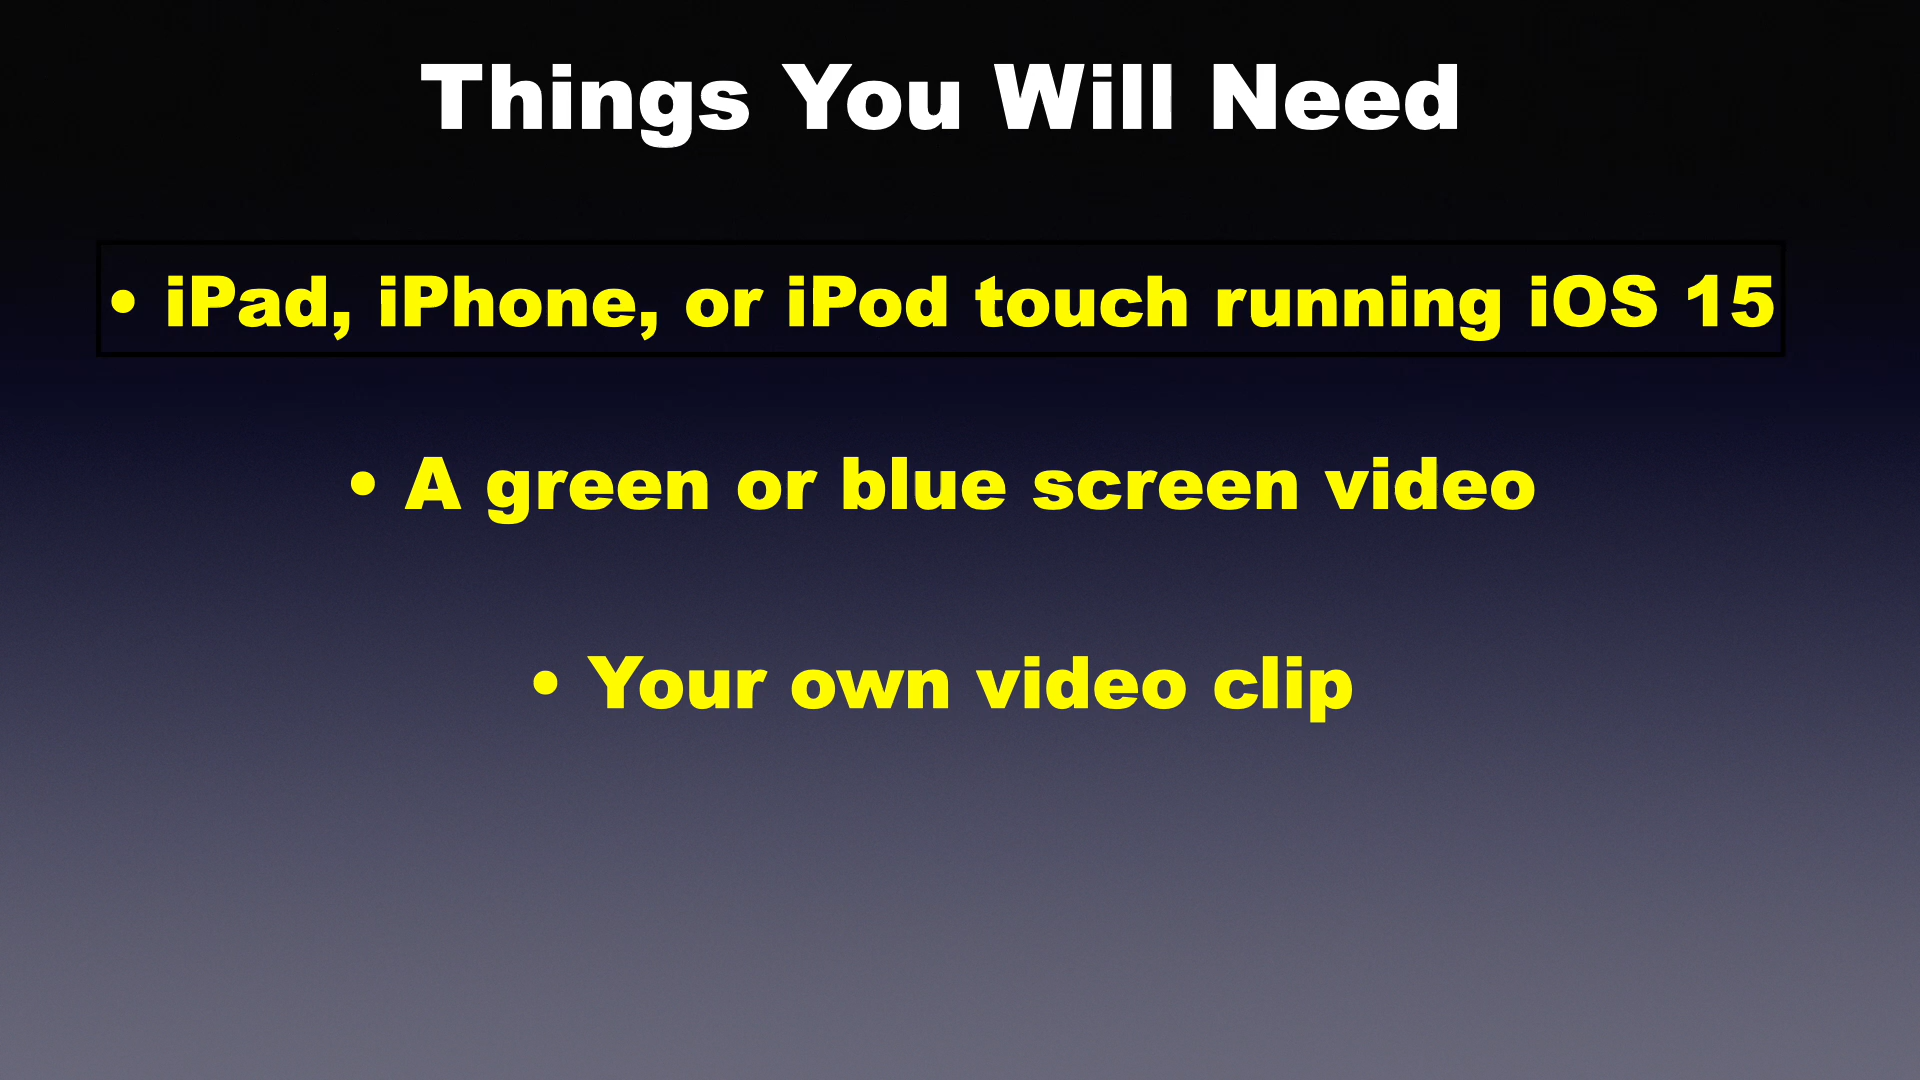 Things You Will Need
• iPad, iPhone, or iPod touch running iOS 15
• A green or blue screen video
• Your own video clip